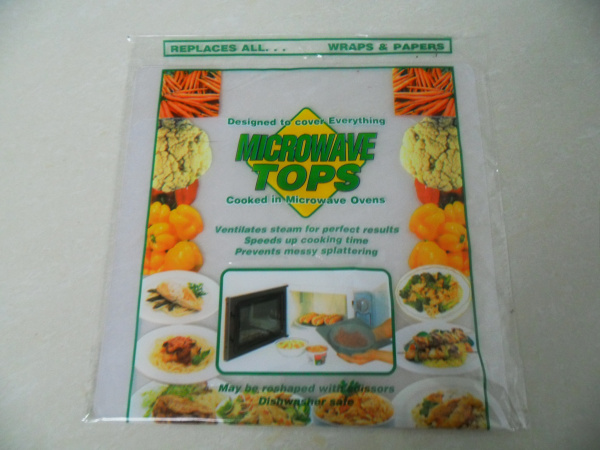 REPLACES ALL. . . WRAPS & PAPERS
Designed to cover Everything
MICROWAVE
TOPS
Cooked in Microwave Ovens
Ventilates steam for perfect results
Speeds up cooking time
Prevents messy splattering
May be reshaped with scissors
Dishwasher safe